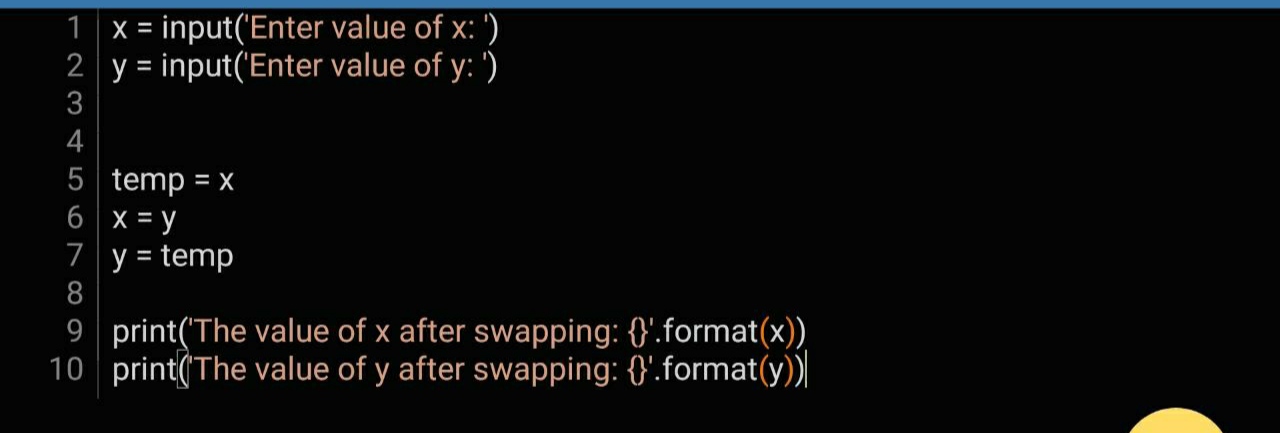 1 x = input('Enter value of x: ')
2 y = input('Enter value of y: ')
3
4
5 temp = x
6 x = y
7 y = temp
8
9 print('The value of x after swapping: {}'.format(x))
10 print('The value of y after swapping: {}'.format(y))